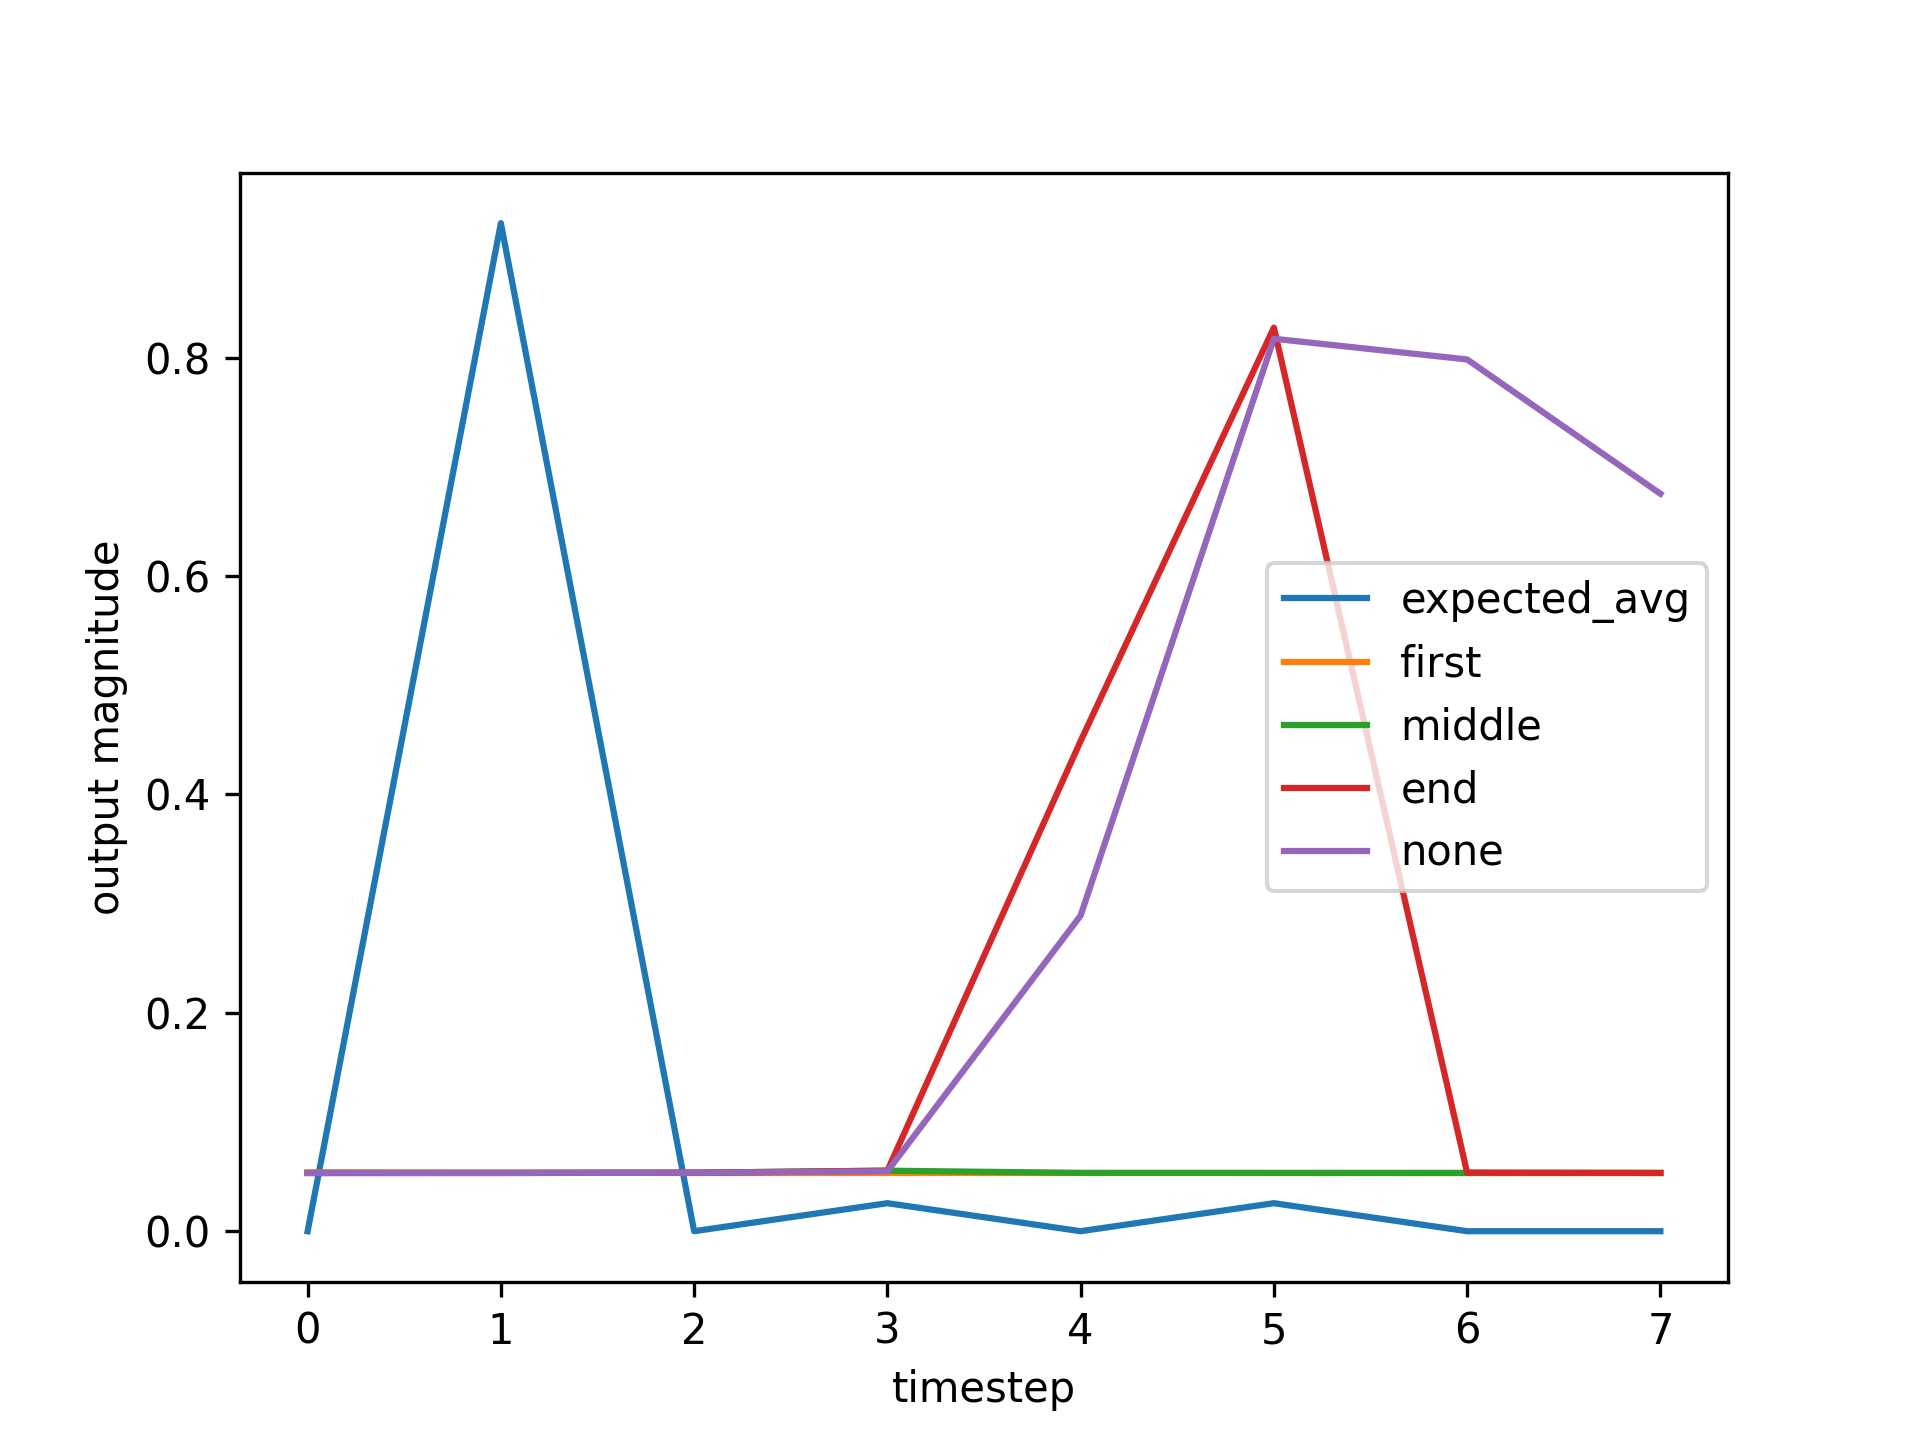 output magnitude
0.8
0.6
0.4
0.2
0.0
expected_avg
first
middle
end
none
0 1 2 3 4 5 6 7
timestep